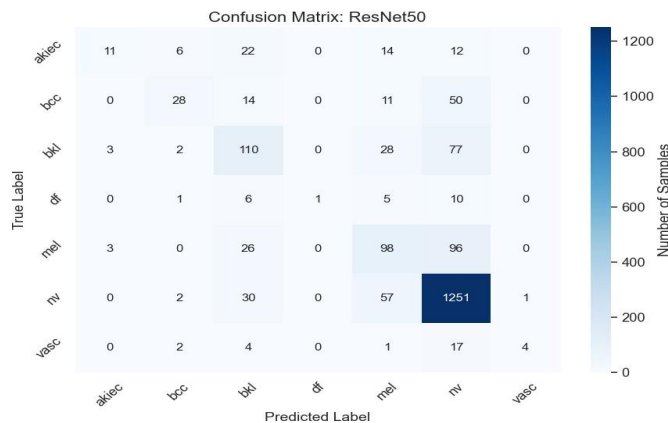 Confusion Matrix: ResNet50
True Label
akiec 11 6 22 0 14 12 0
bcc 0 28 14 0 11 50 0
bkl 3 2 110 0 28 77 0
df 0 1 6 1 5 10 0
mel 3 0 26 0 98 96 0
nv 0 2 30 0 57 1251 1
vasc 0 2 4 0 1 17 4
akiec bcc bkl df mel nv vasc
Predicted Label
1200
1000
800
600
400
200
0
Number of Samples